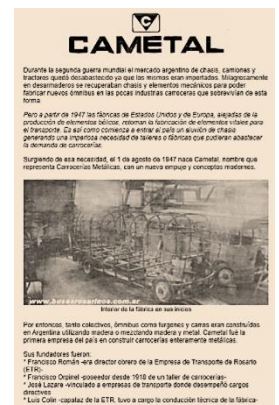 CAMETAL
Durante la segunda guerra mundial el mercado argentino de chasis, camiones y
tractores quedó desabastecido ya que los mismos eran importados. Milagrosamente
en desarmaderos se recuperaban chasis y elementos mecánicos para poder
fabricar nuevos ómnibus en las pocas industrias carroceras que sobrevivían de esta
forma.
Pero a partir de 1947 las fábricas de Estados Unidos y de Europa, alejadas de la
producción de elementos bélicos, retoman la fabricación de elementos vitales para
el transporte. Es así como comienza a entrar al país un aluvión de chasis
generando una imperiosa necesidad de talleres o fábricas que pudieran abastecer
la demanda de carrocerías.
Surgiendo de esa necesidad, el 1 de agosto de 1947 nace Cametal, nombre que
representa Carrocerías Metálicas, con un nuevo empuje y conceptos modernos.
www.busesrosarinos.com.ar
Interior de la fábrica en sus inicios
Por entonces, tanto colectivos, ómnibus como furgones y carros eran construídos
en Argentina utilizando madera o mezclando madera y metal. Cametal fué la
primera empresa del país en construir carrocerías enteramente metálicas.
Sus fundadores fueron:
* Francisco Román -era director obrero de la Empresa de Transporte de Rosario
(ETR)-
* Francisco Orpinel -poseedor desde 1918 de un taller de carrocerías-
* José Lazare -vinculado a empresas de transporte donde desempeñó cargos
directivos
* Luis Colin -capataz de la ETR, tuvo a cargo la conducción técnica de la fábrica-